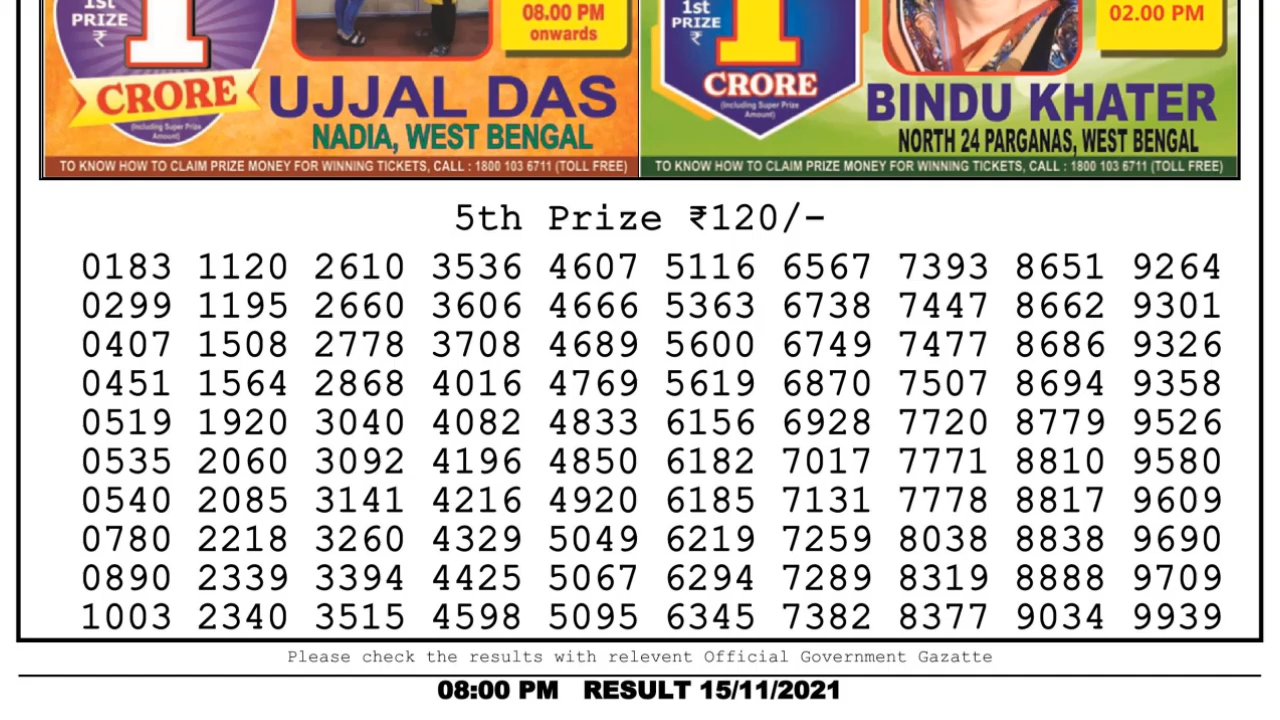 1st
PRIZE
₹
1
CRORE
(Including Super Prize
Amount)
08.00 PM
onwards
UJJAL DAS
NADIA, WEST BENGAL
TO KNOW HOW TO CLAIM PRIZE MONEY FOR WINNING TICKETS, CALL : 1800 103 6711 (TOLL FREE)
1st
PRIZE
₹
1
CRORE
(Including Super Prize
Amount)
02.00 PM
BINDU KHATER
NORTH 24 PARGANAS, WEST BENGAL
TO KNOW HOW TO CLAIM PRIZE MONEY FOR WINNING TICKETS, CALL : 1800 103 6711 (TOLL FREE)
5th Prize ₹120/-
0183 1120 2610 3536 4607 5116 6567 7393 8651 9264
0299 1195 2660 3606 4666 5363 6738 7447 8662 9301
0407 1508 2778 3708 4689 5600 6749 7477 8686 9326
0451 1564 2868 4016 4769 5619 6870 7507 8694 9358
0519 1920 3040 4082 4833 6156 6928 7720 8779 9526
0535 2060 3092 4196 4850 6182 7017 7771 8810 9580
0540 2085 3141 4216 4920 6185 7131 7778 8817 9609
0780 2218 3260 4329 5049 6219 7259 8038 8838 9690
0890 2339 3394 4425 5067 6294 7289 8319 8888 9709
1003 2340 3515 4598 5095 6345 7382 8377 9034 9939
Please check the results with relevent Official Government Gazatte
08:00 PM RESULT 15/11/2021